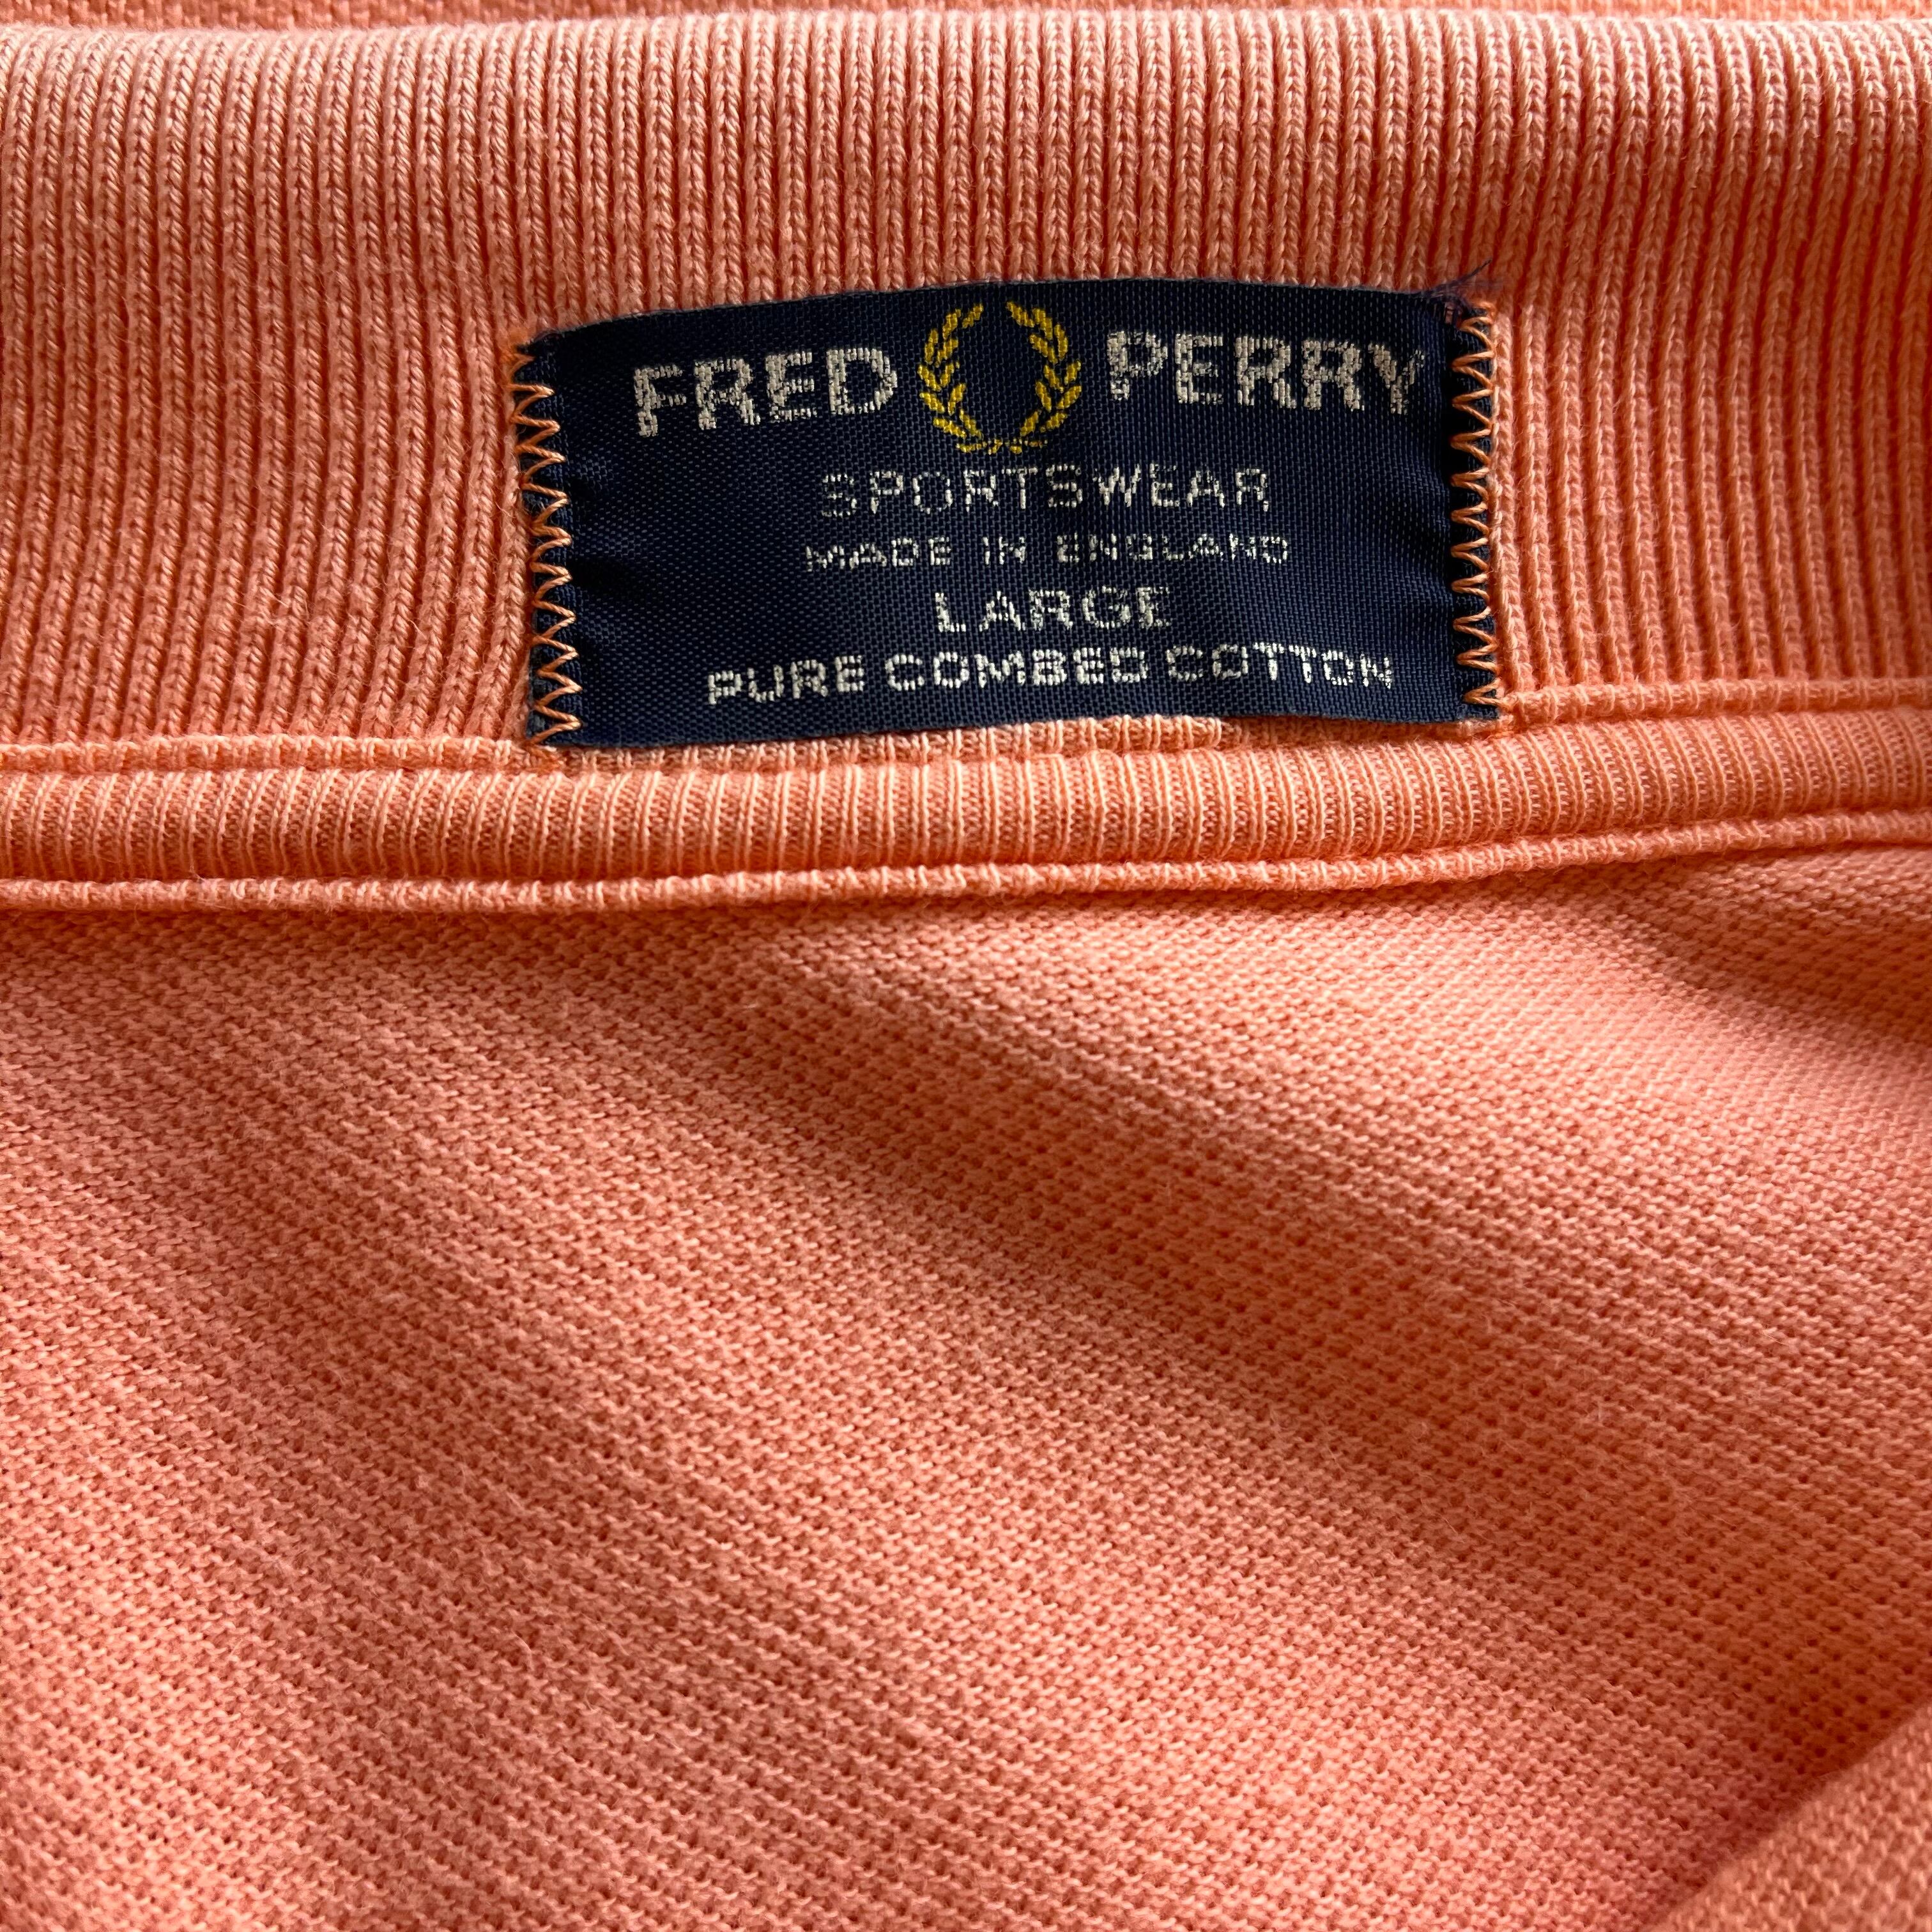 FRED PERRY
SPORTSWEAR
MADE IN ENGLAND
LARGE
PURE COMBED COTTON